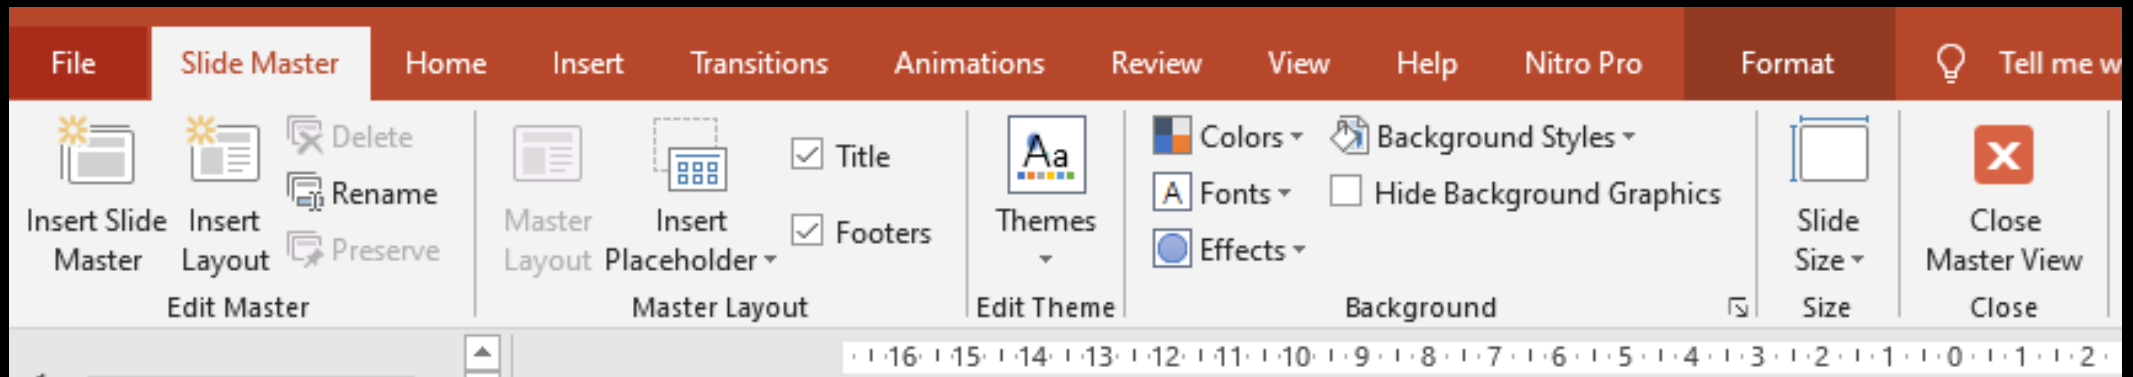 File Slide Master Home Insert Transitions Animations Review View Help Nitro Pro Format Tell me w
Insert Slide Master
Insert Layout
Delete
Rename
Preserve
Edit Master
Master Layout
Insert Placeholder
Title
Footers
Master Layout
Aa
Themes
Edit Theme
Colors
A Fonts
Effects
Background Styles
Hide Background Graphics
Background
Slide Size
Size
Close Master View
Close
16 15 14 13 12 11 10 9 8 7 6 5 4 3 2 1 0 1 2